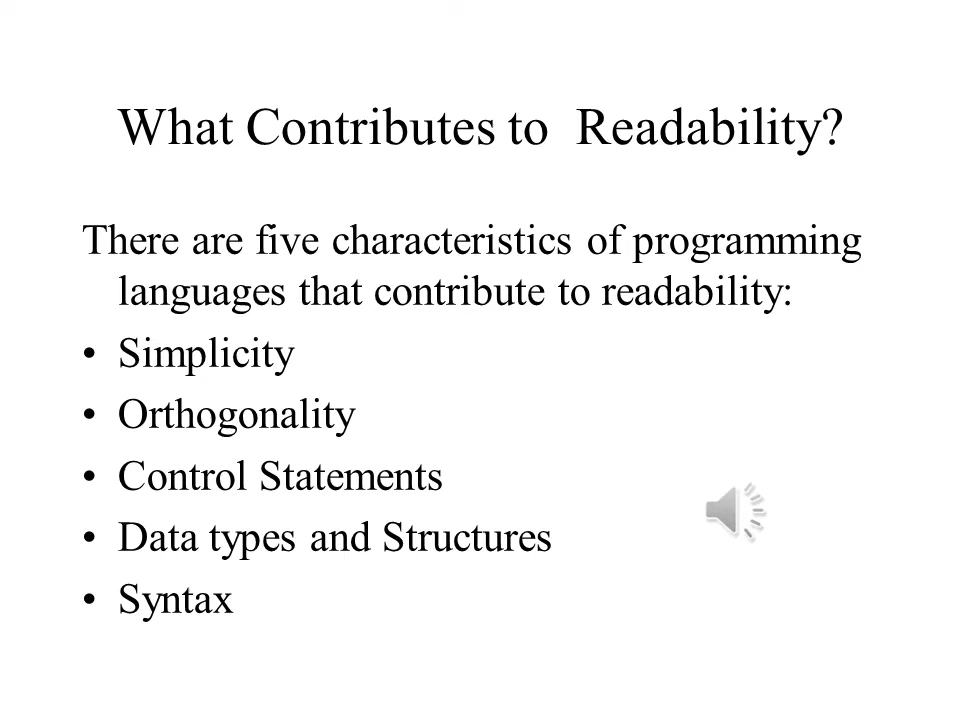 What Contributes to  Readability?
There are five characteristics of programming
languages that contribute to readability:
• Simplicity
• Orthogonality
• Control Statements
• Data types and Structures
• Syntax